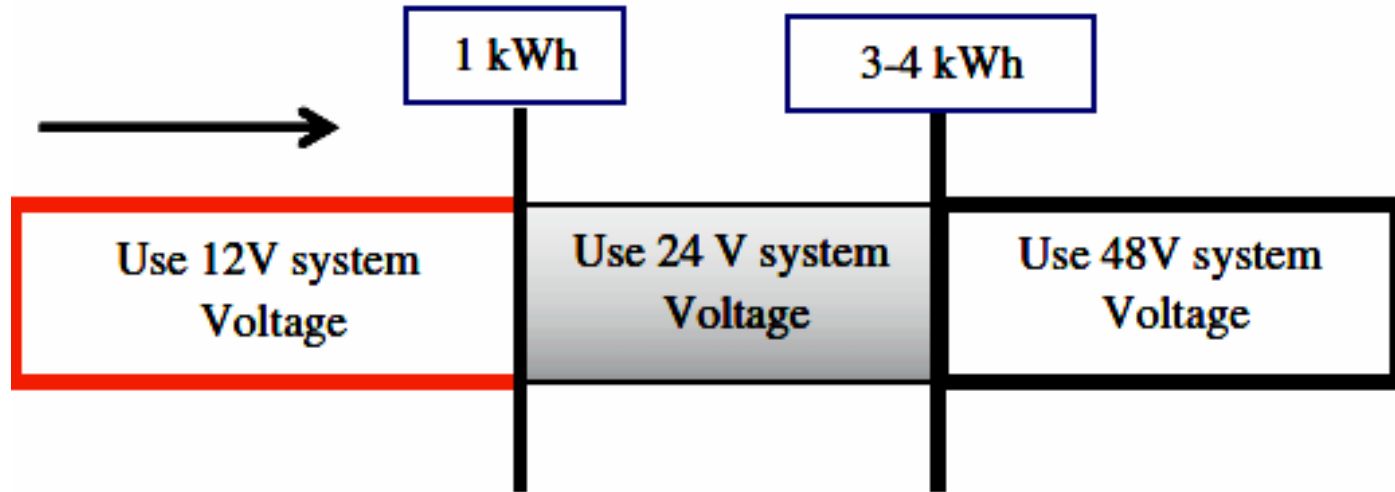 1 kWh
3-4 kWh
Use 12V system
Voltage
Use 24 V system
Voltage
Use 48V system
Voltage